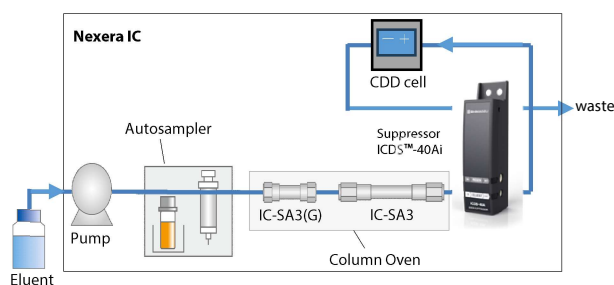 Nexera IC
CDD cell
waste
Suppressor
ICDS™-40Ai
Autosampler
IC-SA3(G)
IC-SA3
Pump
Column Oven
Eluent